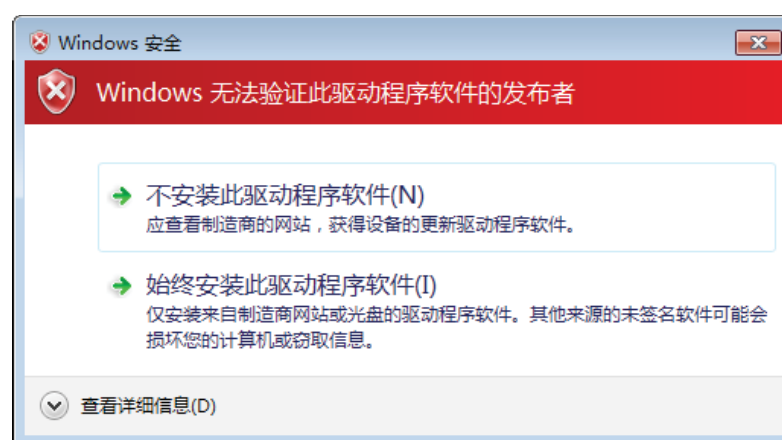 Windows 安全
Windows 无法验证此驱动程序软件的发布者
不安装此驱动程序软件(N)
应查看制造商的网站，获得设备的更新驱动程序软件。
始终安装此驱动程序软件(I)
仅安装来自制造商网站或光盘的驱动程序软件。其他来源的未签名软件可能会
损坏您的计算机或窃取信息。
查看详细信息(D)